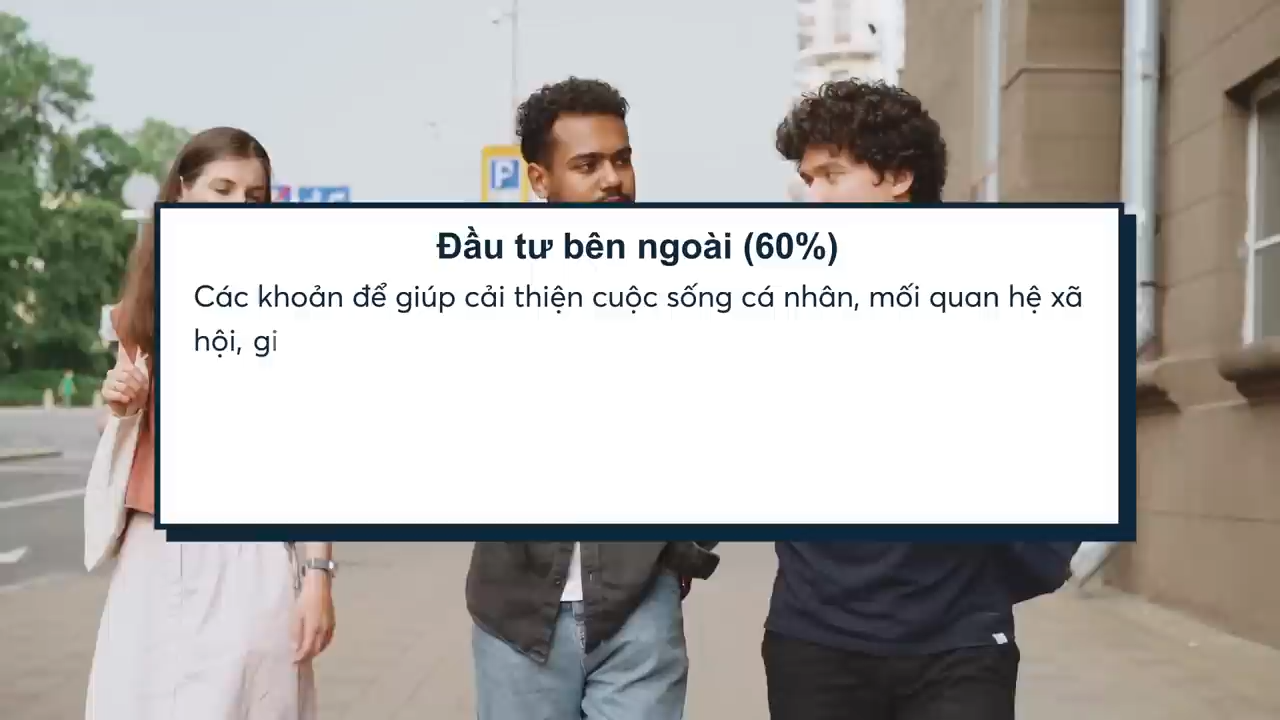 P
Đầu tư bên ngoài (60%)
Các khoản để giúp cải thiện cuộc sống cá nhân, mối quan hệ xã
hội, gi